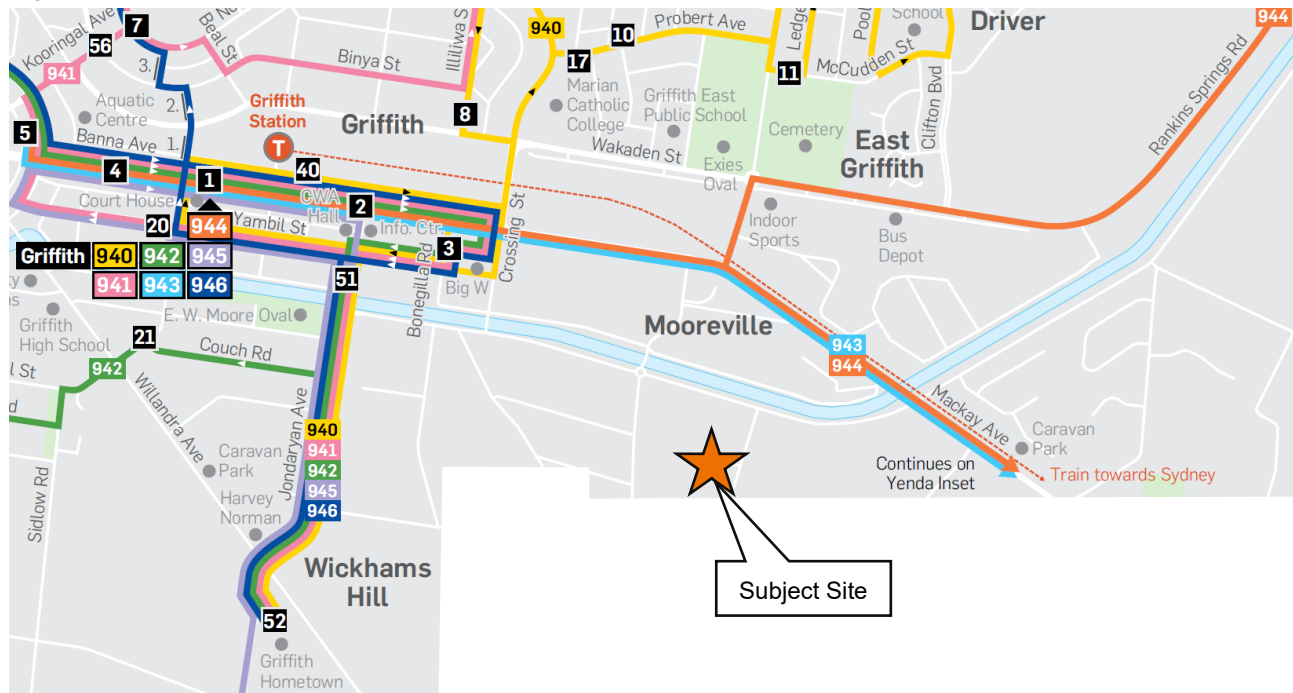 Kooringal Ave
56
7
Beal St
3.
941
Binya St
Illiliwa St
940
10
Probert Ave
17
Ledge
11
Pool
School
McCudden St
Driver
944
Rankins Springs Rd
Clifton Bvd
Aquatic
Centre
2.
Griffith
Station
T
Griffith
8
Marian
Catholic
College
Griffith East
Public School
Cemetery
East
Griffith
Wakaden St
Exies
Oval
5
Banna Ave
1.
4
1
40
CWA
Hall
2
Court House
20
944
Yambil St
Info. Ctr.
3
Bonegilla Rd
Crossing St
Big W
Indoor
Sports
Bus
Depot
Griffith
940
942
945
941
943
946
51
E. W. Moore Oval
Mooreville
943
944
Griffith
High School
21
Couch Rd
942
l St
d
Willandra Ave
Jondaryan Ave
940
941
942
945
946
Caravan
Park
Harvey
Norman
Sidlow Rd
Mackay Ave
Caravan
Park
Continues on
Yenda Inset
Train towards Sydney
Wickhams
Hill
52
Griffith
Hometown
Subject Site